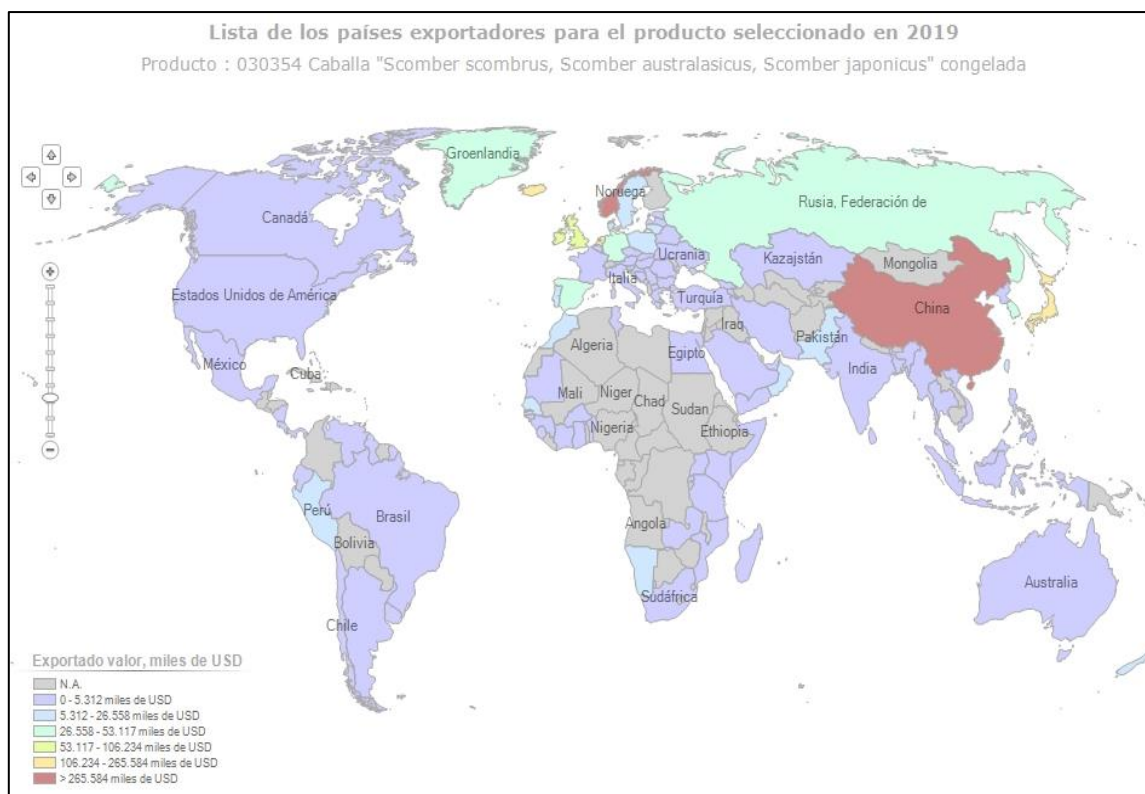 Lista de los países exportadores para el producto seleccionado en 2019
Producto : 030354 Caballa "Scomber scombrus, Scomber australasicus, Scomber japonicus" congelada
Groenlandia
Noruega
Rusia, Federación de
Canadá
Ucrania
Kazajstán
Mongolia
Italia
Estados Unidos de América
Turquía
China
Iraq
Pakistán
México
Argelia
Egipto
India
Cuba
Mali
Niger
Chad
Sudan
Nigeria
Ethiopia
Perú
Brasil
Angola
Bolivia
Australia
Sudáfrica
Chile
Exportado valor, miles de USD
N.A.
0 - 5.312 miles de USD
5.312 - 26.558 miles de USD
26.558 - 53.117 miles de USD
53.117 - 106.234 miles de USD
106.234 - 265.584 miles de USD
> 265.584 miles de USD